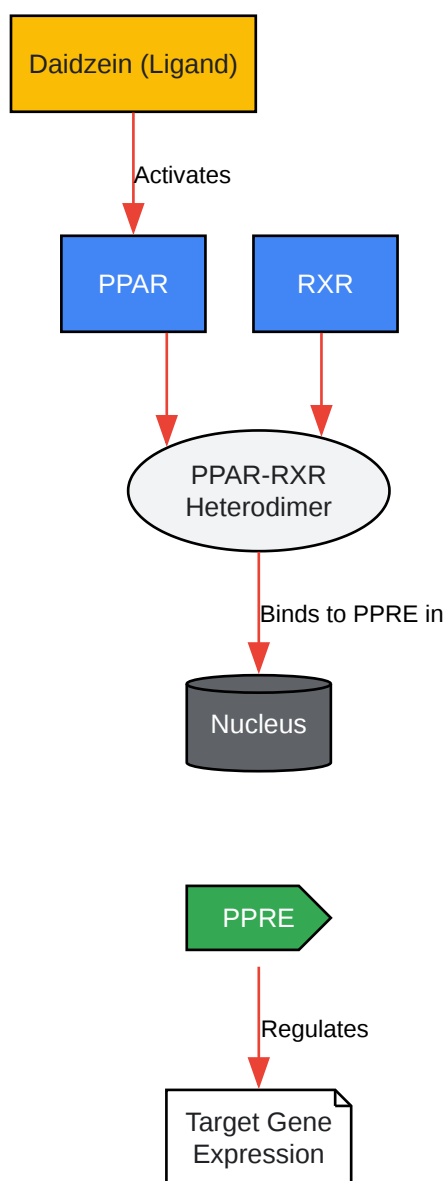 Daidzein (Ligand)
Activates
PPAR
RXR
PPAR-RXR
Heterodimer
Binds to PPRE in
Nucleus
PPRE
Regulates
Target Gene
Expression